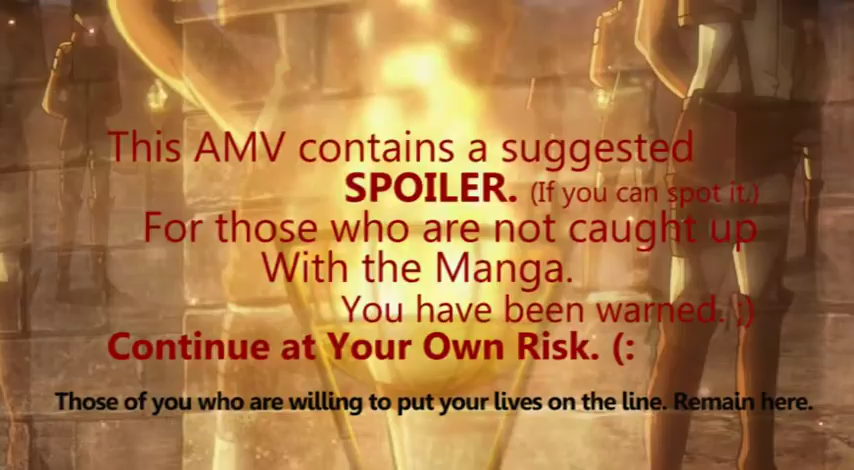 This AMV contains a suggested
SPOILER. (If you can spot it.)
For those who are not caught up
With the Manga.
You have been warned. :)
Continue at Your Own Risk. (:
Those of you who are willing to put your lives on the line. Remain here.